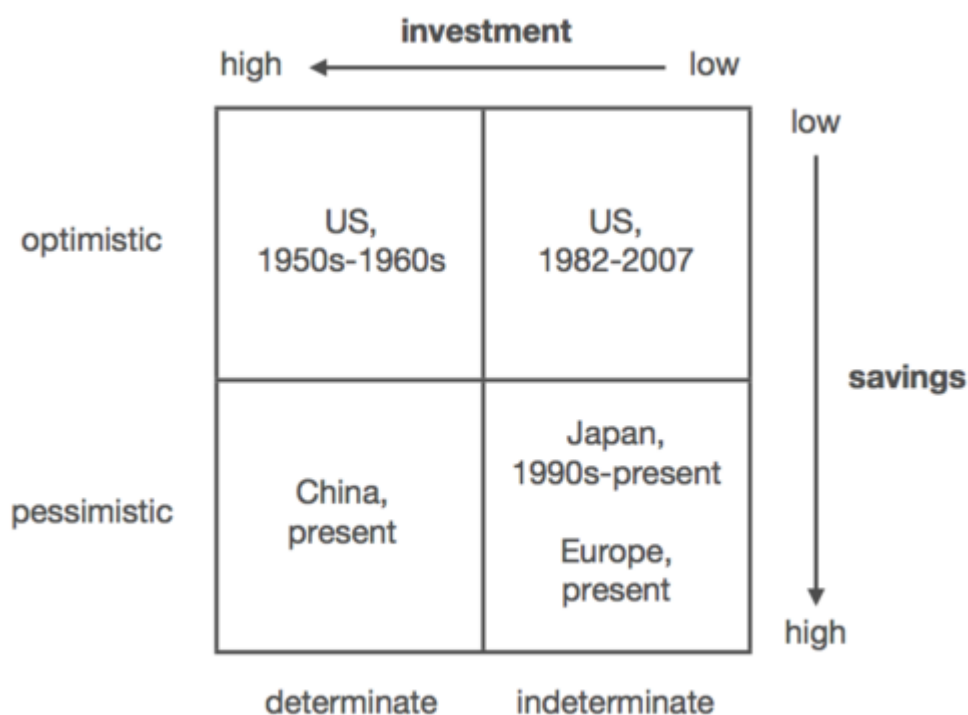 investment
high low
low
optimistic
US,
1950s-1960s
US,
1982-2007
savings
pessimistic
China,
present
Japan,
1990s-present
Europe,
present
high
determinate indeterminate